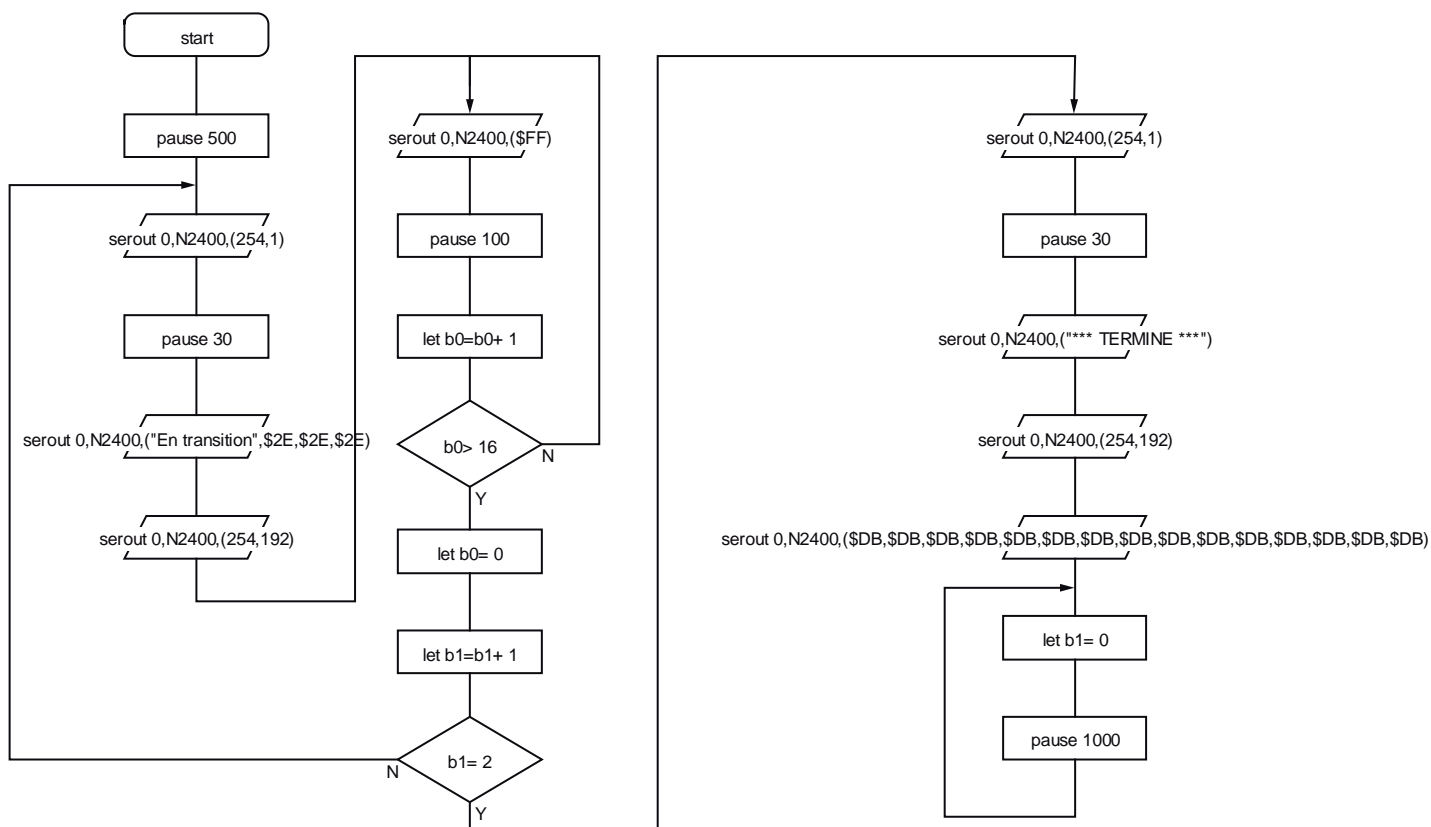 start
pause 500
serout 0,N2400,(254,1)
pause 30
serout 0,N2400,("En transition",$2E,$2E,$2E)
serout 0,N2400,(254,192)
serout 0,N2400,($FF)
pause 100
let b0=b0+ 1
b0> 16
N
Y
let b0= 0
let b1=b1+ 1
b1= 2
N
Y
serout 0,N2400,(254,1)
pause 30
serout 0,N2400,("*** TERMINE ***")
serout 0,N2400,(254,192)
serout 0,N2400,($DB,$DB,$DB,$DB,$DB,$DB,$DB,$DB,$DB,$DB,$DB,$DB,$DB,$DB,$DB)
let b1= 0
pause 1000